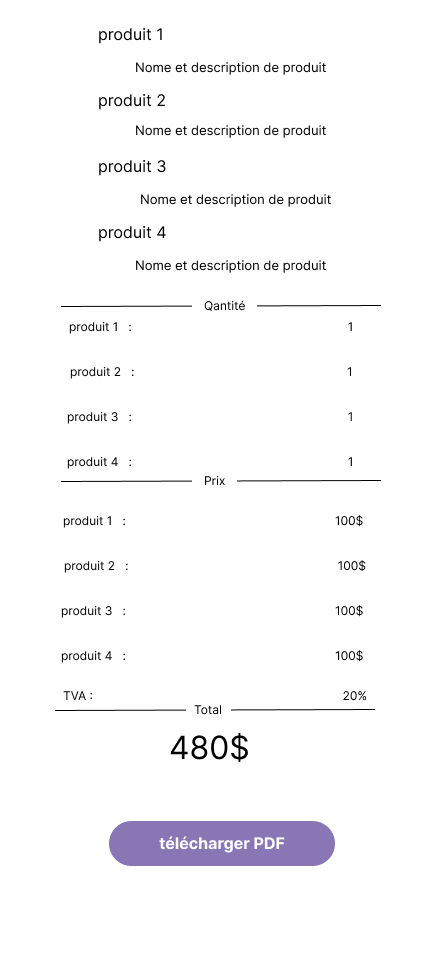 produit 1
Nome et description de produit
produit 2
Nome et description de produit
produit 3
Nome et description de produit
produit 4
Nome et description de produit
Qantité
produit 1 : 1
produit 2 : 1
produit 3 : 1
produit 4 : 1
Prix
produit 1 : 100$
produit 2 : 100$
produit 3 : 100$
produit 4 : 100$
TVA : 20%
Total
480$
télécharger PDF